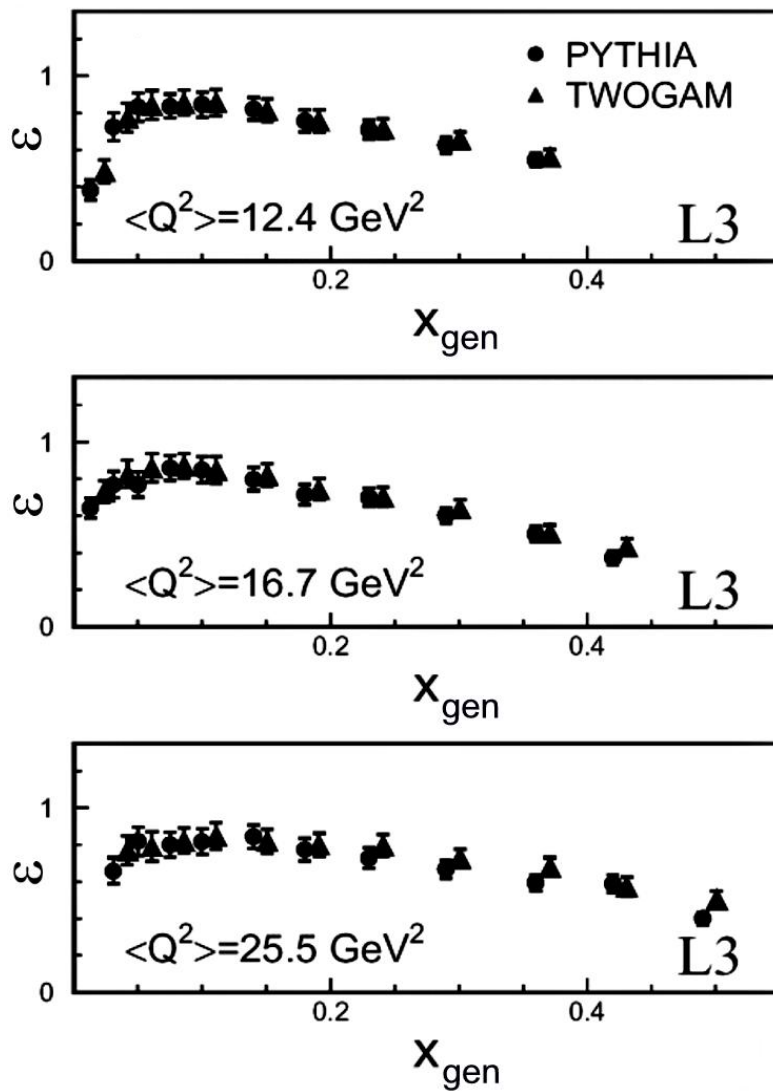 1
● PYTHIA
▲ TWOGAM
ε
<Q²>=12.4 GeV²
L3
0
0.2
0.4
x_gen
1
ε
<Q²>=16.7 GeV²
L3
0
0.2
0.4
x_gen
1
ε
<Q²>=25.5 GeV²
L3
0
0.2
0.4
x_gen